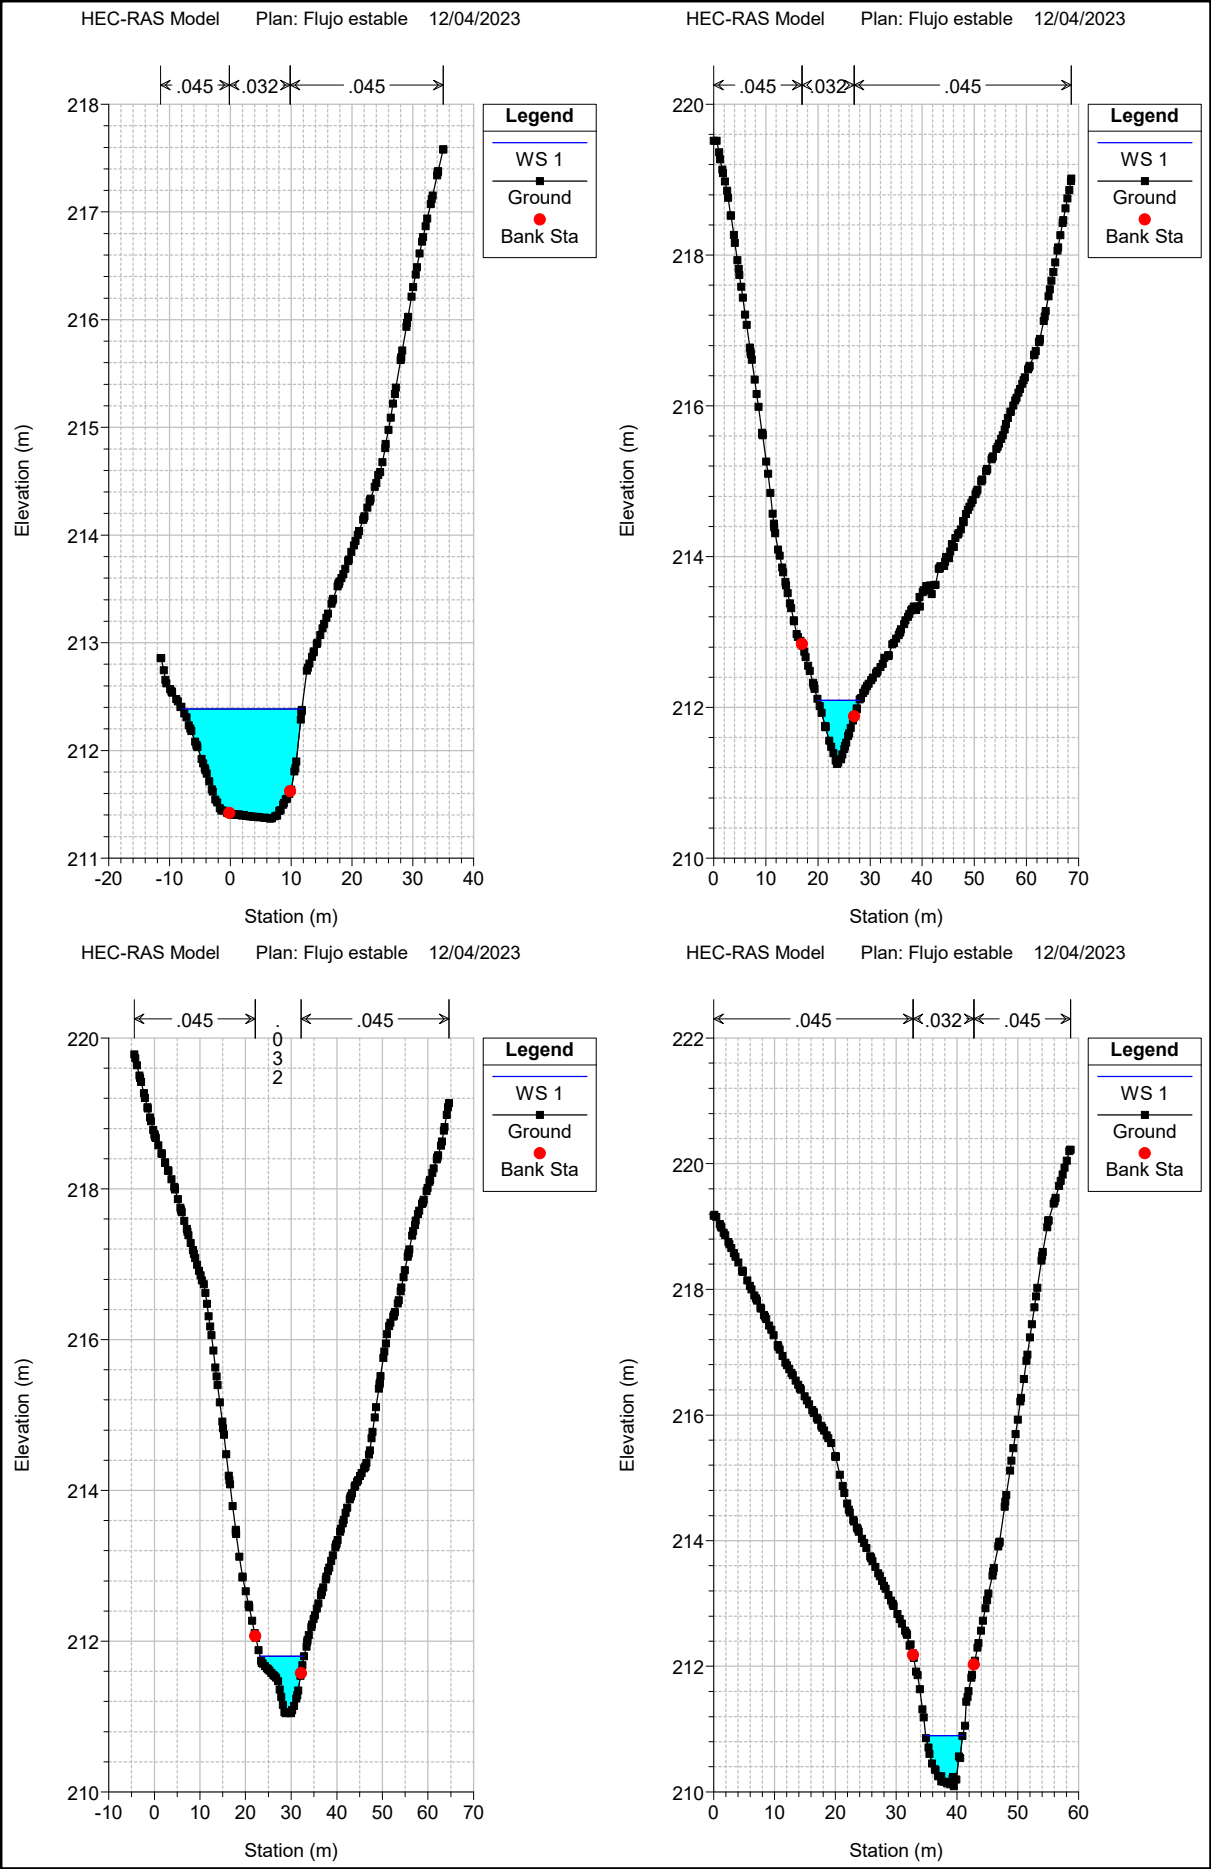 HEC-RAS Model Plan: Flujo estable 12/04/2023
.045 .032 .045
Legend
WS 1
Ground
Bank Sta
218
217
216
215
214
213
212
211
-20 -10 0 10 20 30 40
Elevation (m)
Station (m)
HEC-RAS Model Plan: Flujo estable 12/04/2023
.045 .032 .045
Legend
WS 1
Ground
Bank Sta
220
218
216
214
212
210
0 10 20 30 40 50 60 70
Elevation (m)
Station (m)
HEC-RAS Model Plan: Flujo estable 12/04/2023
.045 .032 .045
Legend
WS 1
Ground
Bank Sta
220
218
216
214
212
210
-10 0 10 20 30 40 50 60 70
Elevation (m)
Station (m)
HEC-RAS Model Plan: Flujo estable 12/04/2023
.045 .032 .045
Legend
WS 1
Ground
Bank Sta
222
220
218
216
214
212
210
0 10 20 30 40 50 60
Elevation (m)
Station (m)